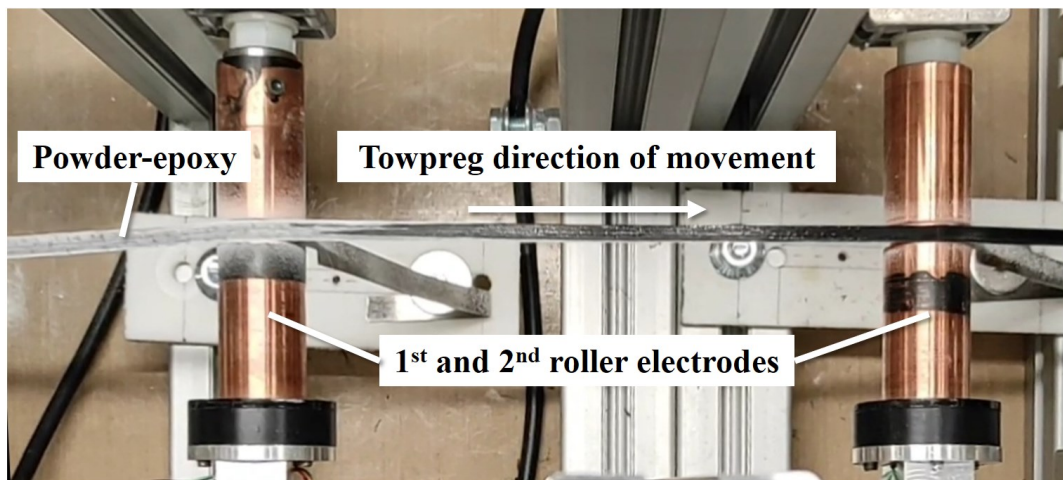 Powder-epoxy
Towpreg direction of movement
1st and 2nd roller electrodes